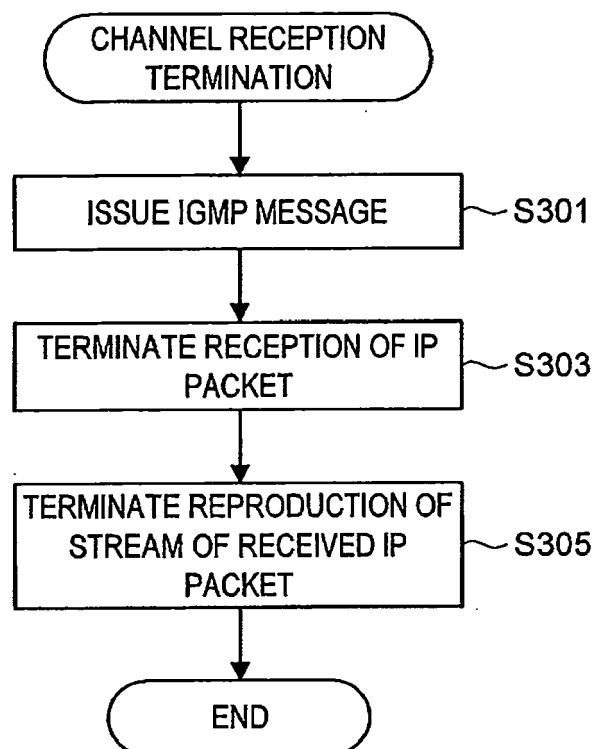 CHANNEL RECEPTION
TERMINATION
ISSUE IGMP MESSAGE
S301
TERMINATE RECEPTION OF IP
PACKET
S303
TERMINATE REPRODUCTION OF
STREAM OF RECEIVED IP
PACKET
S305
END